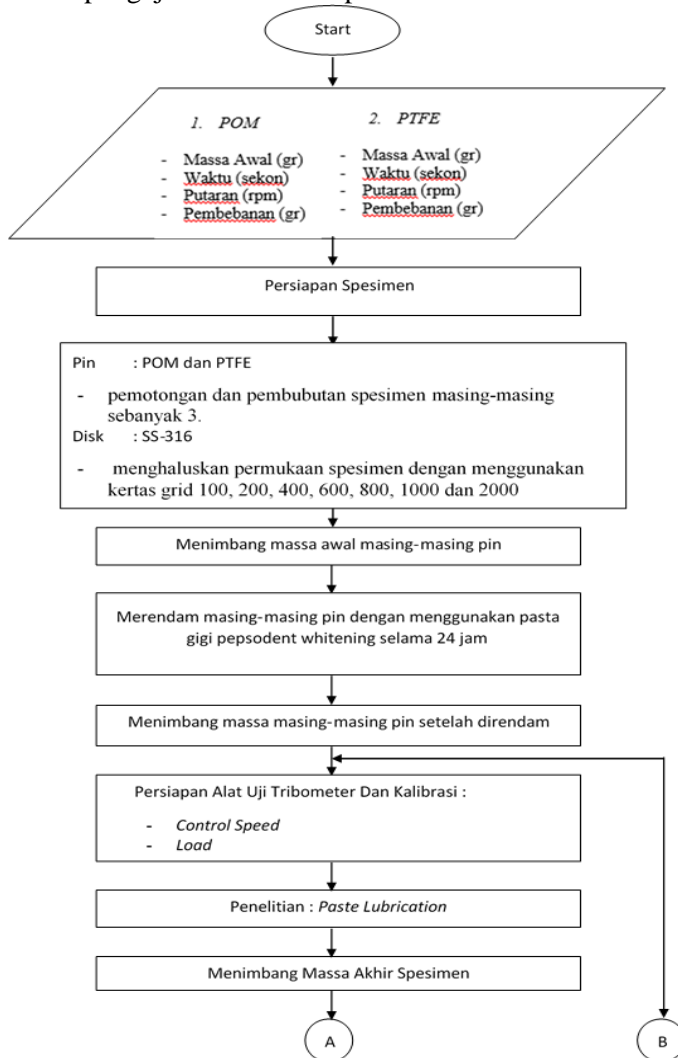 Start
1. POM
- Massa Awal (gr)
- Waktu (sekon)
- Putaran (rpm)
- Pembebanan (gr)
2. PTFE
- Massa Awal (gr)
- Waktu (sekon)
- Putaran (rpm)
- Pembebanan (gr)
Persiapan Spesimen
Pin : POM dan PTFE
- pemotongan dan pembubutan spesimen masing-masing
sebanyak 3.
Disk : SS-316
- menghaluskan permukaan spesimen dengan menggunakan
kertas grid 100, 200, 400, 600, 800, 1000 dan 2000
Menimbang massa awal masing-masing pin
Merendam masing-masing pin dengan menggunakan pasta
gigi pepsodent whitening selama 24 jam
Menimbang massa masing-masing pin setelah direndam
Persiapan Alat Uji Tribometer Dan Kalibrasi :
- Control Speed
- Load
Penelitian : Paste Lubrication
Menimbang Massa Akhir Spesimen
A
B